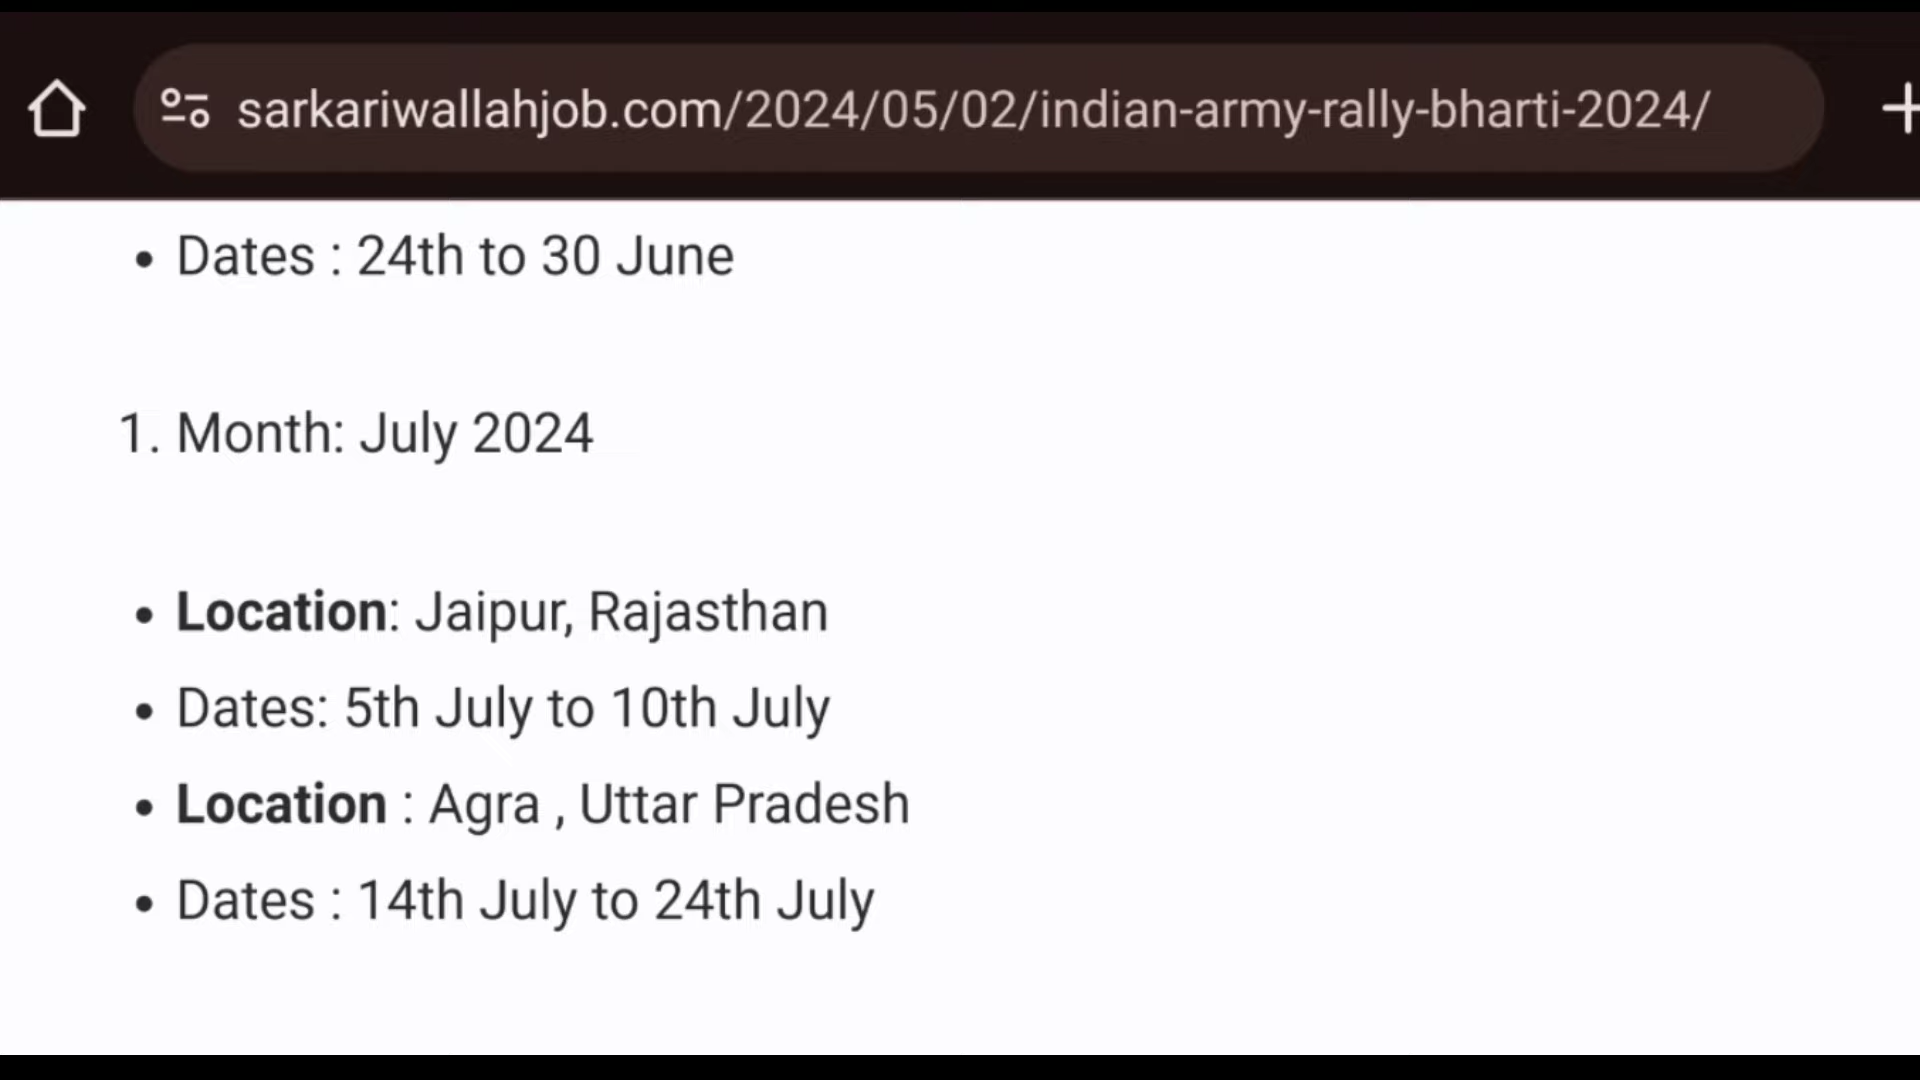 sarkariwallahjob.com/2024/05/02/indian-army-rally-bharti-2024/
• Dates : 24th to 30 June
1. Month: July 2024
• Location: Jaipur, Rajasthan
• Dates: 5th July to 10th July
• Location : Agra , Uttar Pradesh
• Dates : 14th July to 24th July